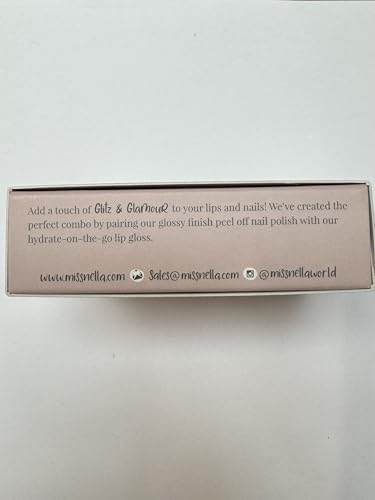 Add a touch of Glitz & Glamour to your lips and nails! We've created the
perfect combo by pairing our glossy finish peel off nail polish with our
hydrate-on-the-go lip gloss.
www.missnella.com Sales@missnella.com @missnellaworld